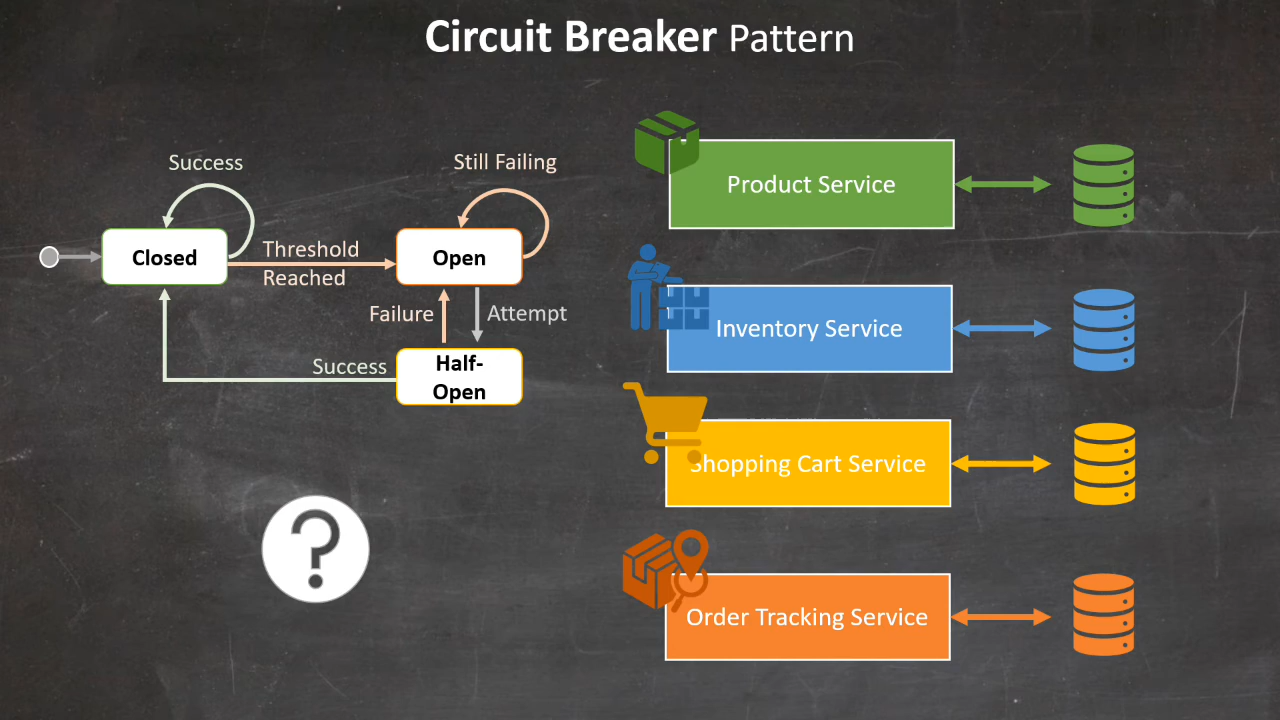 Circuit Breaker Pattern
Success
Still Failing
Closed
Threshold
Reached
Open
Failure
Attempt
Success
Half-
Open
Product Service
Inventory Service
Shopping Cart Service
Order Tracking Service
?